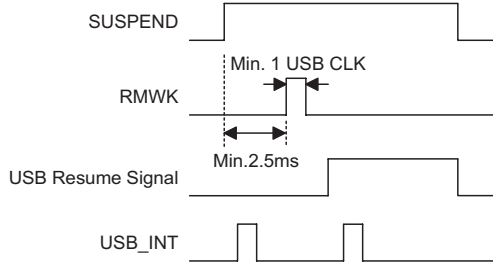 SUSPEND
Min. 1 USB CLK
RMWK
Min.2.5ms
USB Resume Signal
USB_INT